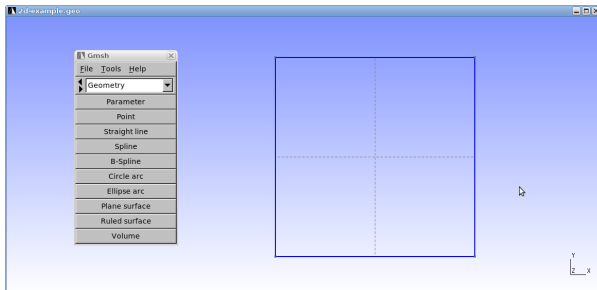 2d-example.geo
Gmsh
File Tools Help
Geometry
Parameter
Point
Straight line
Spline
B-Spline
Circle arc
Ellipse arc
Plane surface
Ruled surface
Volume
Y
Z X